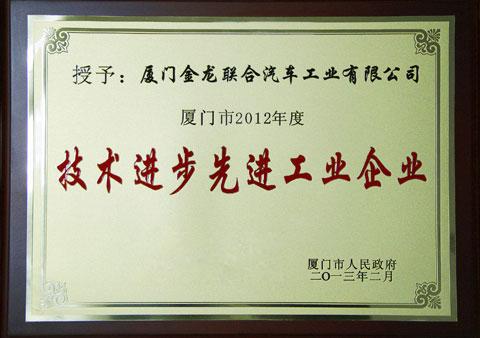 授予：厦门金龙联合汽车工业有限公司
厦门市2012年度
技术进步先进工业企业
厦门市人民政府
二〇一三年二月